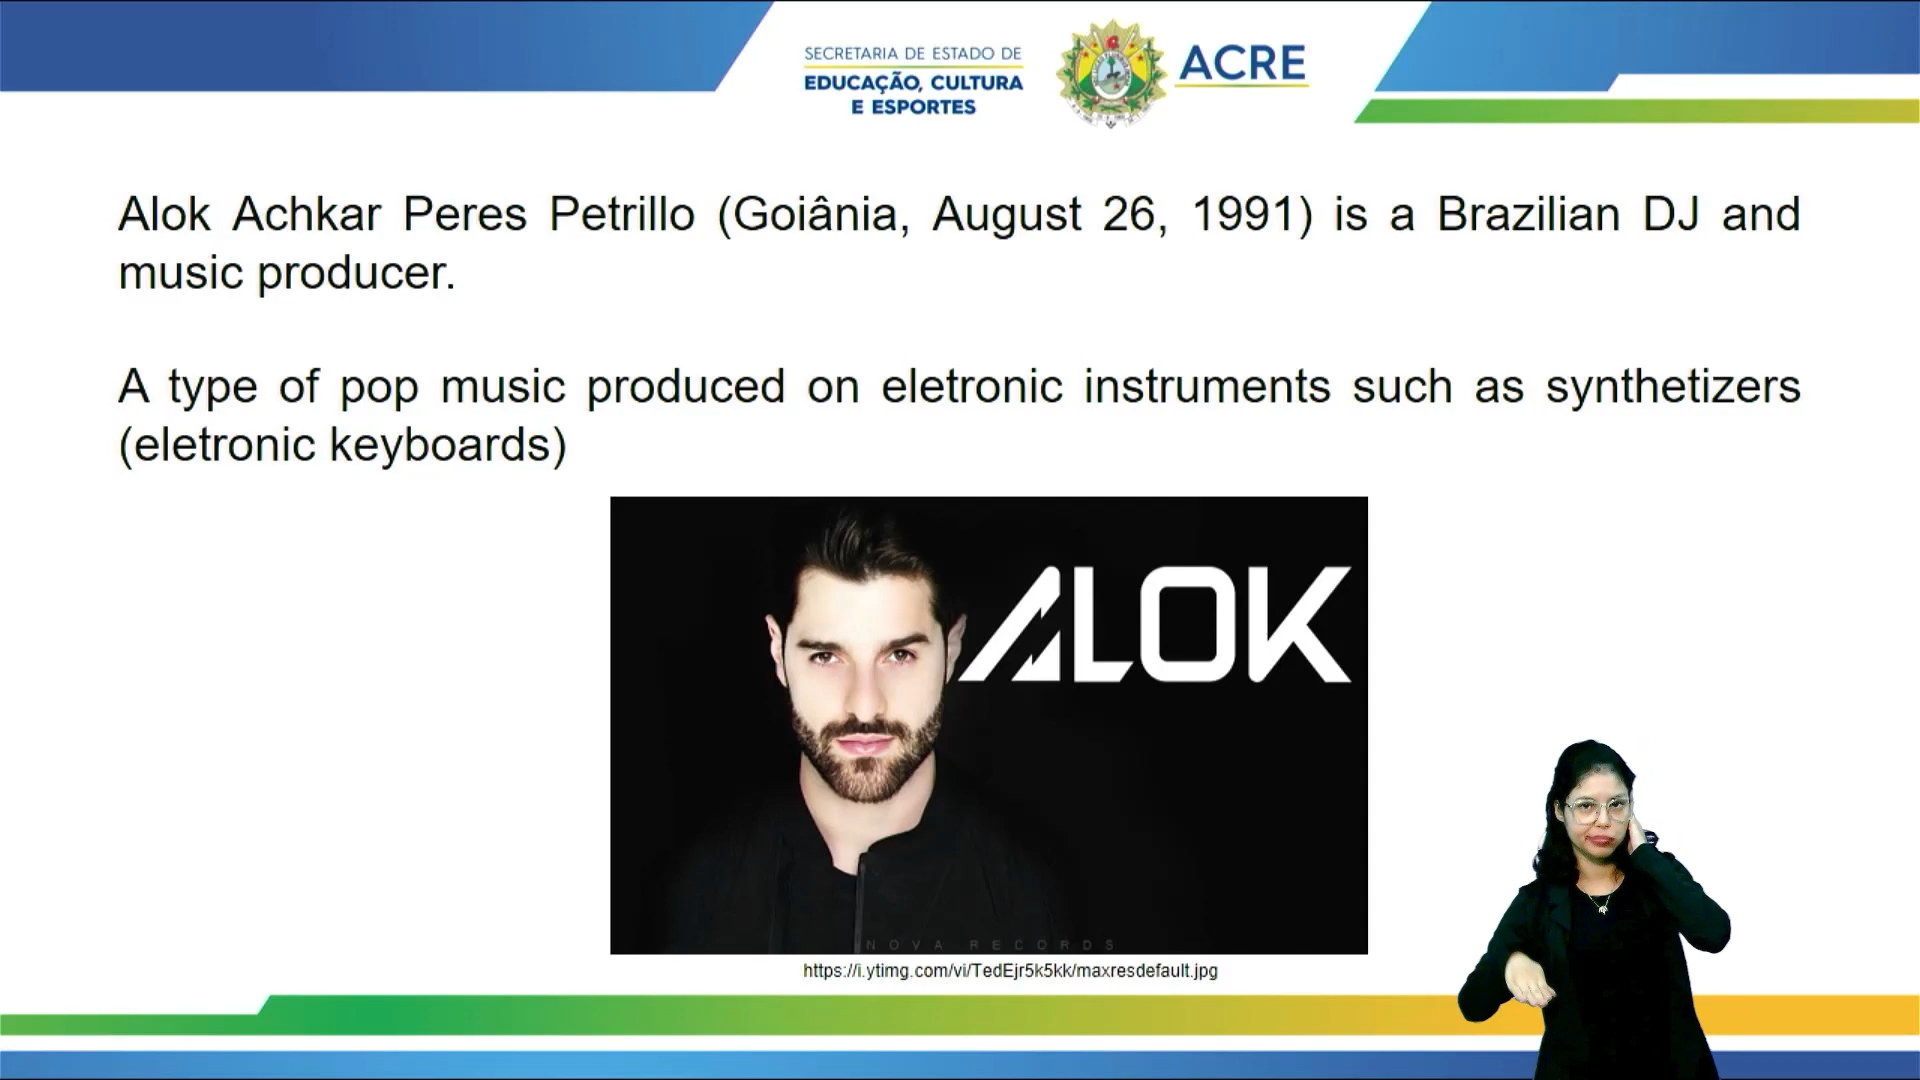 SECRETARIA DE ESTADO DE
EDUCAÇÃO, CULTURA
E ESPORTES
ACRE
Alok Achkar Peres Petrillo (Goiânia, August 26, 1991) is a Brazilian DJ and
music producer.
A type of pop music produced on eletronic instruments such as synthetizers
(eletronic keyboards)
ALOK
NOVA RECORDS
https://i.ytimg.com/vi/TedEjr5k5kk/maxresdefault.jpg